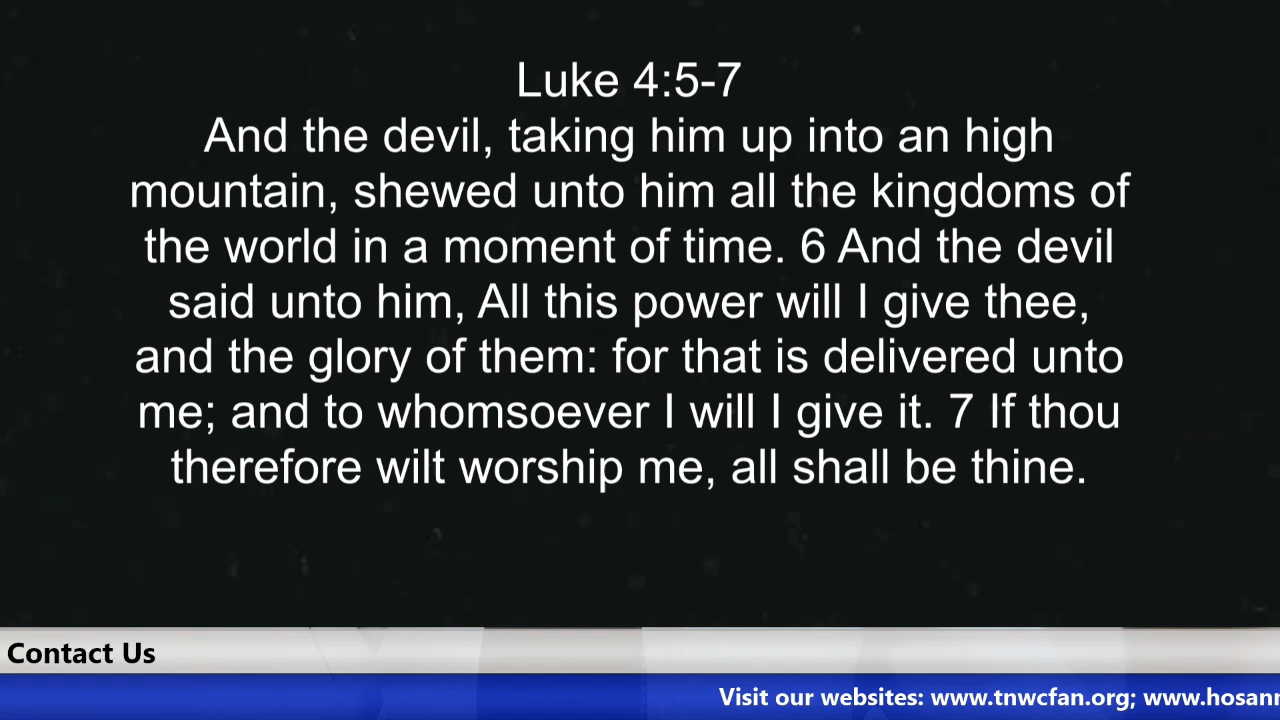 Luke 4:5-7
And the devil, taking him up into an high
mountain, shewed unto him all the kingdoms of
the world in a moment of time. 6 And the devil
said unto him, All this power will I give thee,
and the glory of them: for that is delivered unto
me; and to whomsoever I will I give it. 7 If thou
therefore wilt worship me, all shall be thine.
Contact Us
Visit our websites: www.tnwcfan.org;